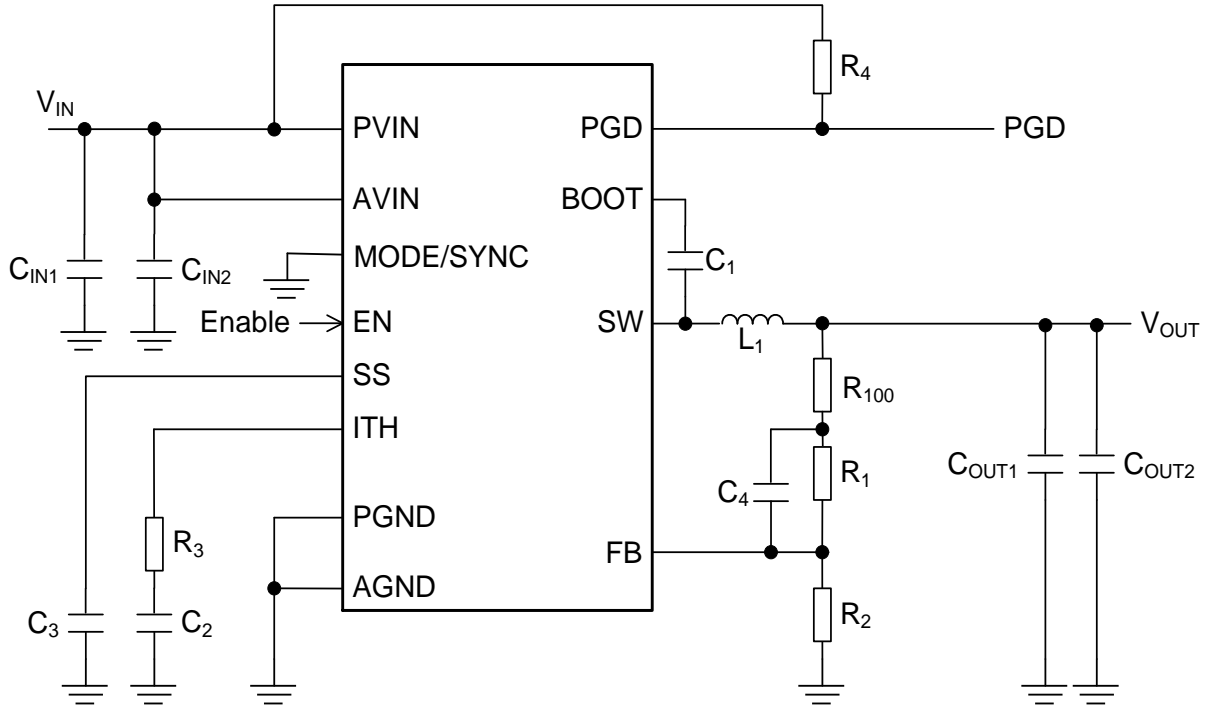 R4
VIN
PVIN
PGD
PGD
AVIN
BOOT
MODE/SYNC
CIN1
CIN2
C1
Enable
EN
SW
L1
VOUT
SS
R100
ITH
C4
R1
COUT1
COUT2
PGND
R3
FB
AGND
C3
C2
R2